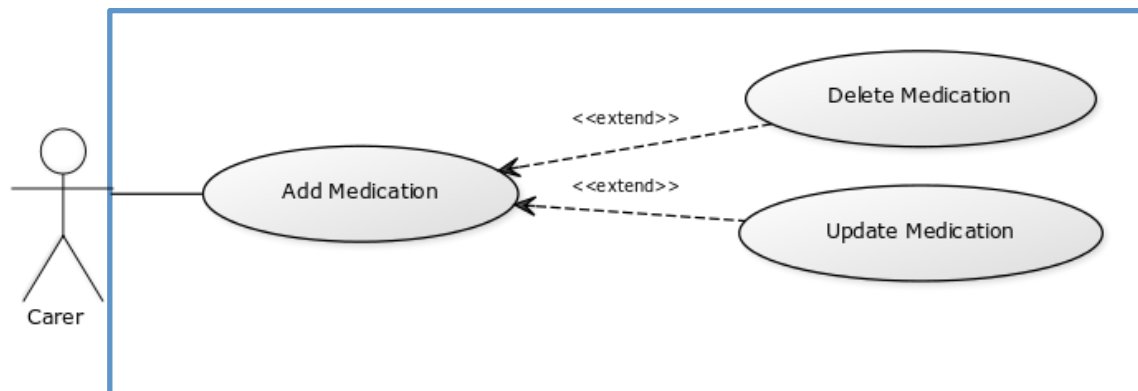 Delete Medication
<<extend>>
Add Medication
<<extend>>
Update Medication
Carer